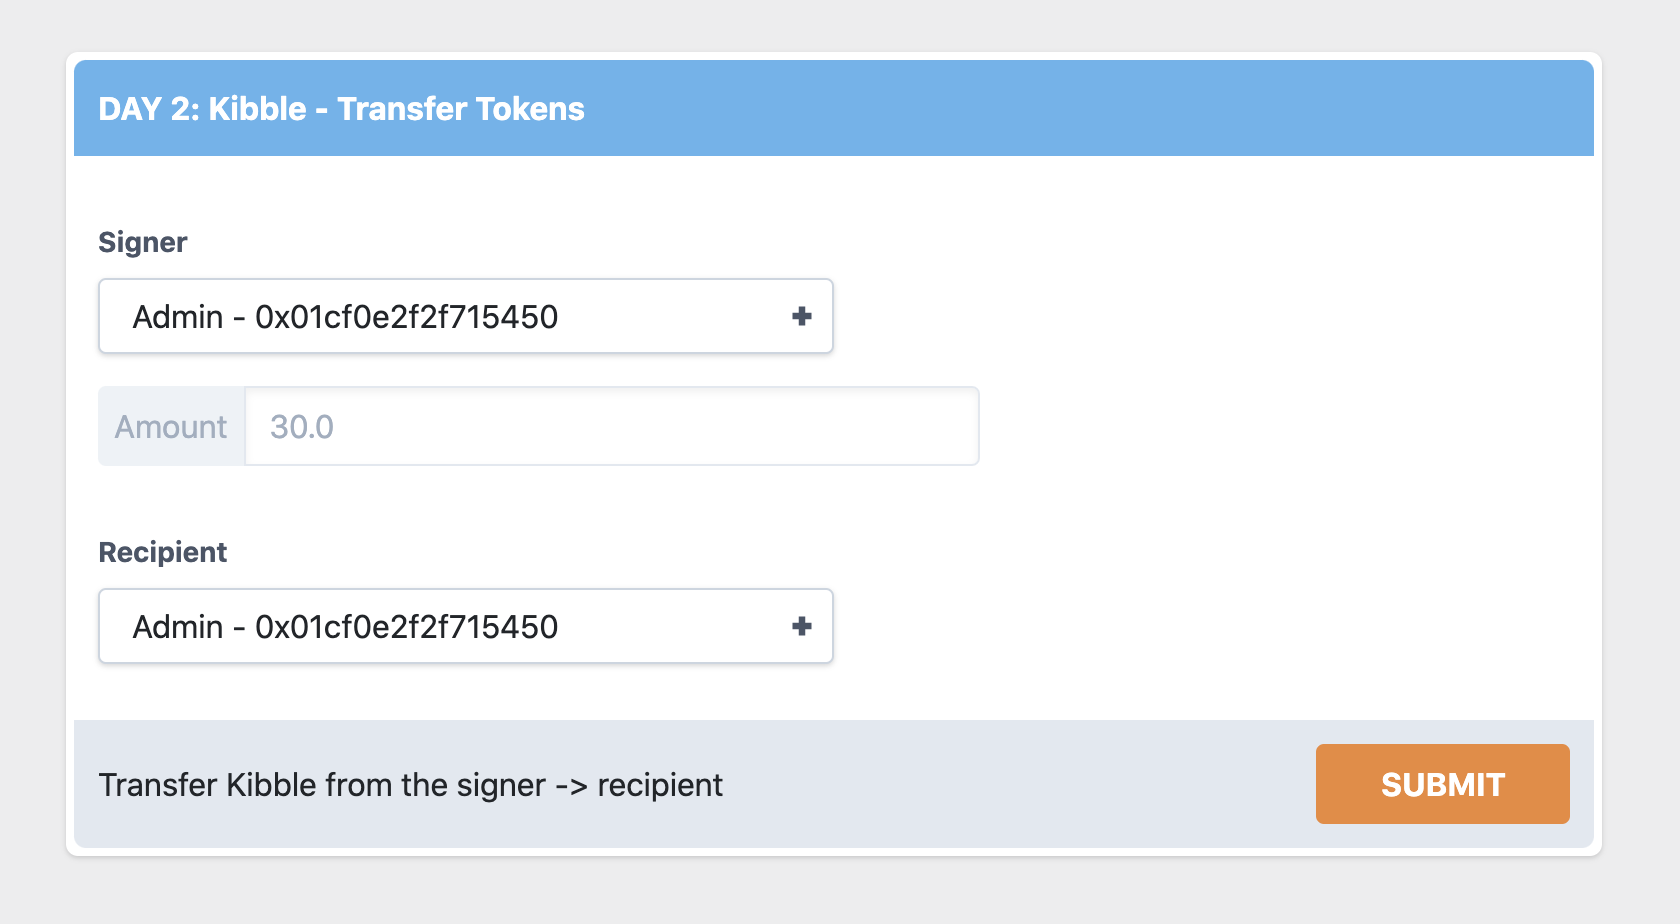 DAY 2: Kibble - Transfer Tokens
Signer
Admin - 0x01cf0e2f2f715450
Amount 30.0
Recipient
Admin - 0x01cf0e2f2f715450
Transfer Kibble from the signer -> recipient
SUBMIT